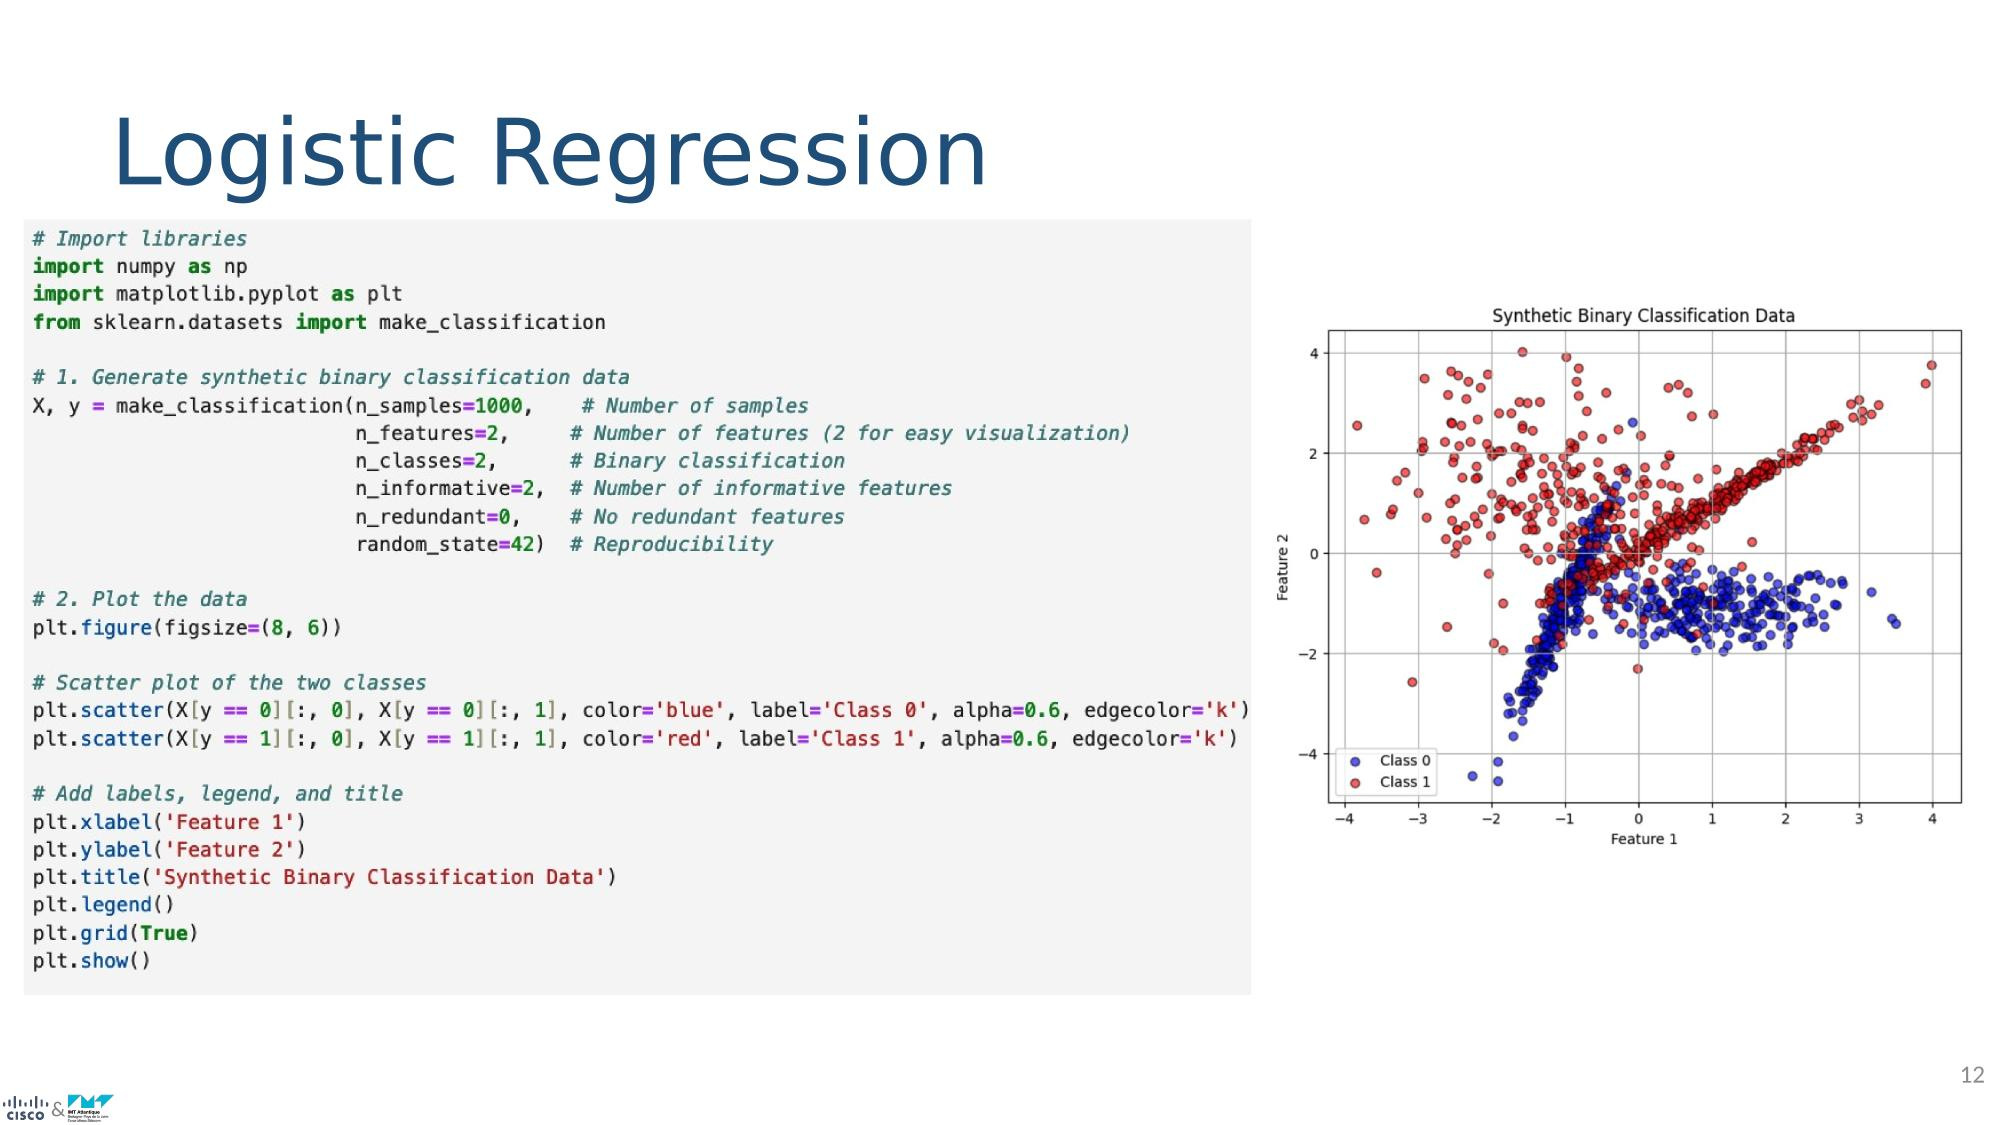 Logistic Regression
# Import libraries
import numpy as np
import matplotlib.pyplot as plt
from sklearn.datasets import make_classification
# 1. Generate synthetic binary classification data
X, y = make_classification(n_samples=1000,    # Number of samples
                           n_features=2,     # Number of features (2 for easy visualization)
                           n_classes=2,      # Binary classification
                           n_informative=2,  # Number of informative features
                           n_redundant=0,    # No redundant features
                           random_state=42)  # Reproducibility
# 2. Plot the data
plt.figure(figsize=(8, 6))
# Scatter plot of the two classes
plt.scatter(X[y == 0][:, 0], X[y == 0][:, 1], color='blue', label='Class 0', alpha=0.6, edgecolor='k')
plt.scatter(X[y == 1][:, 0], X[y == 1][:, 1], color='red', label='Class 1', alpha=0.6, edgecolor='k')
# Add labels, legend, and title
plt.xlabel('Feature 1')
plt.ylabel('Feature 2')
plt.title('Synthetic Binary Classification Data')
plt.legend()
plt.grid(True)
plt.show()
Synthetic Binary Classification Data
Feature 2
4
2
0
−2
−4
Class 0
Class 1
−4 −3 −2 −1 0 1 2 3 4
Feature 1
12
CISCO & IMT Atlantique